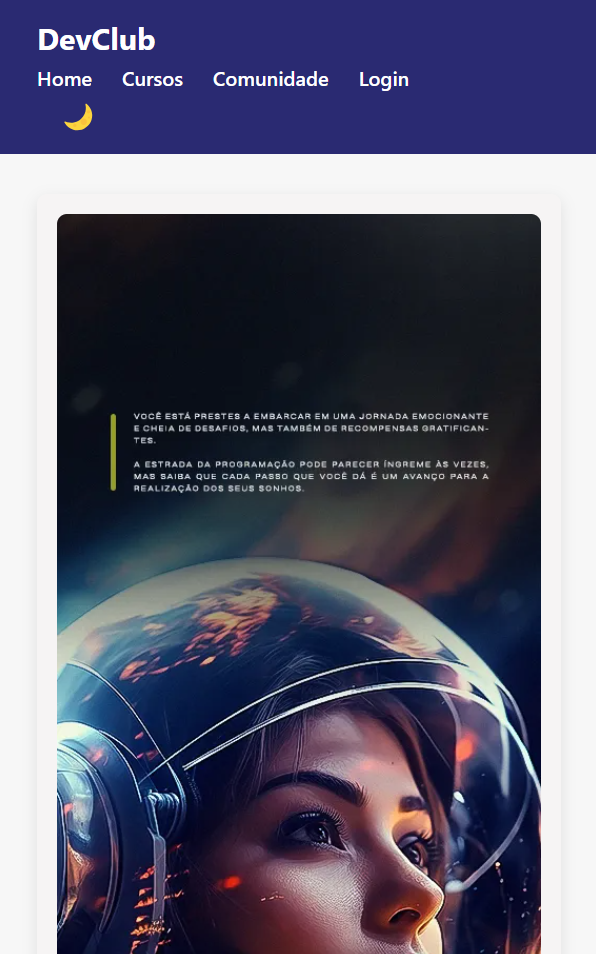 DevClub
Home Cursos Comunidade Login
VOCÊ ESTÁ PRESTES A EMBARCAR EM UMA JORNADA EMOCIONANTE
E CHEIA DE DESAFIOS, MAS TAMBÉM DE RECOMPENSAS GRATIFICAN-
TES.
A ESTRADA DA PROGRAMAÇÃO PODE PARECER ÍNGREME ÀS VEZES,
MAS SAIBA QUE CADA PASSO QUE VOCÊ DÁ É UM AVANÇO PARA A
REALIZAÇÃO DOS SEUS SONHOS.